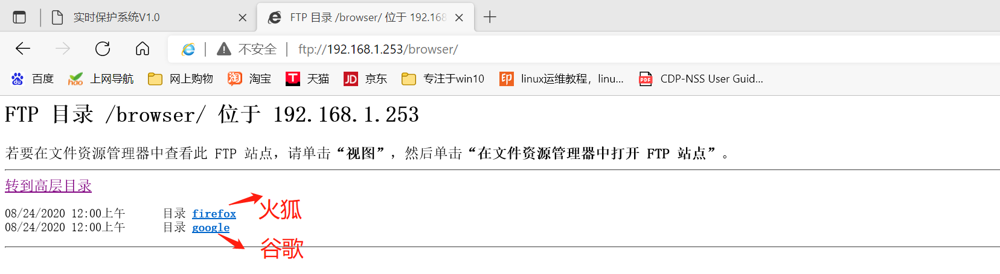 实时保护系统V1.0
FTP 目录 /browser/ 位于 192.168
不安全 ftp://192.168.1.253/browser/
百度 hao 上网导航 网上购物 淘 淘宝 T 天猫 JD 京东 专注于win10 印 linux运维教程，linu... PDF CDP-NSS User Guid...
FTP 目录 /browser/ 位于 192.168.1.253
若要在文件资源管理器中查看此 FTP 站点，请单击“视图”，然后单击“在文件资源管理器中打开 FTP 站点”。
转到高层目录
08/24/2020 12:00上午 目录 firefox 火狐
08/24/2020 12:00上午 目录 google
谷歌